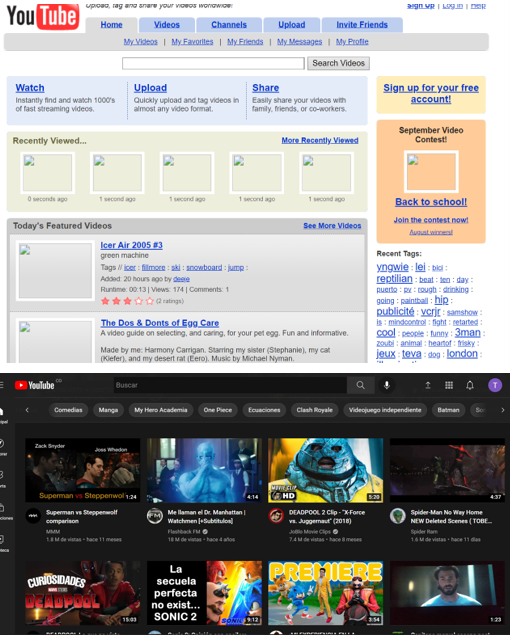 YouTube
Upload, tag and share your videos worldwide!
Sign Up | Log In | Help
Home
Videos
Channels
Upload
Invite Friends
My Videos | My Favorites | My Friends | My Messages | My Profile
Search Videos
Watch
Instantly find and watch 1000's
of fast streaming videos.
Upload
Quickly upload and tag videos in
almost any video format.
Share
Easily share your videos with
family, friends, or co-workers.
Sign up for your free
account!
Recently Viewed...
More Recently Viewed
0 seconds ago
1 second ago
1 second ago
1 second ago
1 second ago
September Video
Contest!
Back to school!
Join the contest now!
August winners!
Today's Featured Videos
See More Videos
Icer Air 2005 #3
green machine
Tags // icer : fillmore : ski : snowboard : jump :
Added: 20 hours ago by deeje
Runtime: 00:13 | Views: 174 | Comments: 1
(2 ratings)
The Dos & Donts of Egg Care
A video guide on selecting, and caring, for your pet egg. Fun and informative.
Made by me: Harmony Carrigan. Starring my sister (Stephanie), my cat
(Kiefer), and my desert rat (Eero). Music by Michael Nyman.
Recent Tags:
yngwie : lei : bici :
reptilian : beat : ten : day :
puerto : pv : rough : drinking :
going : paintball : hip :
publicité : vcrjr : samshow :
is : mindcontrol : fight : retarded :
cool : people : funny : 3man :
zoubi : animal : heartof : frisky :
jeux : teva : dog : london :
YouTube CO
Buscar
T
Comedias
Manga
My Hero Academia
One Piece
Ecuaciones
Clash Royale
Videojuego independiente
Batman
Zack Snyder
Joss Whedon
Superman vs Steppenwolf
1:24
4:14
MOVIE CLIP HD
5:20
4:37
Superman vs Steppenwolf
comparison
MMM
1.8 M de vistas • hace 11 meses
Me llaman el Dr. Manhattan |
Watchmen [+Subtitulos]
Flashback FM
18 M de vistas • hace 4 años
DEADPOOL 2 Clip - "X-Force
vs. Juggernaut" (2018)
JoBlo Movie Clips
7.4 M de vistas • hace 8 meses
Spider-Man No Way Home
NEW Deleted Scenes | TOBE...
Spider Ram
1.6 M de vistas • hace 11 días
CURIOSIDADES
DEADPOOL
15:03
La
secuela
perfecta
no exist...
SONIC 2
9:12
PREMIERE
3:54
1:23